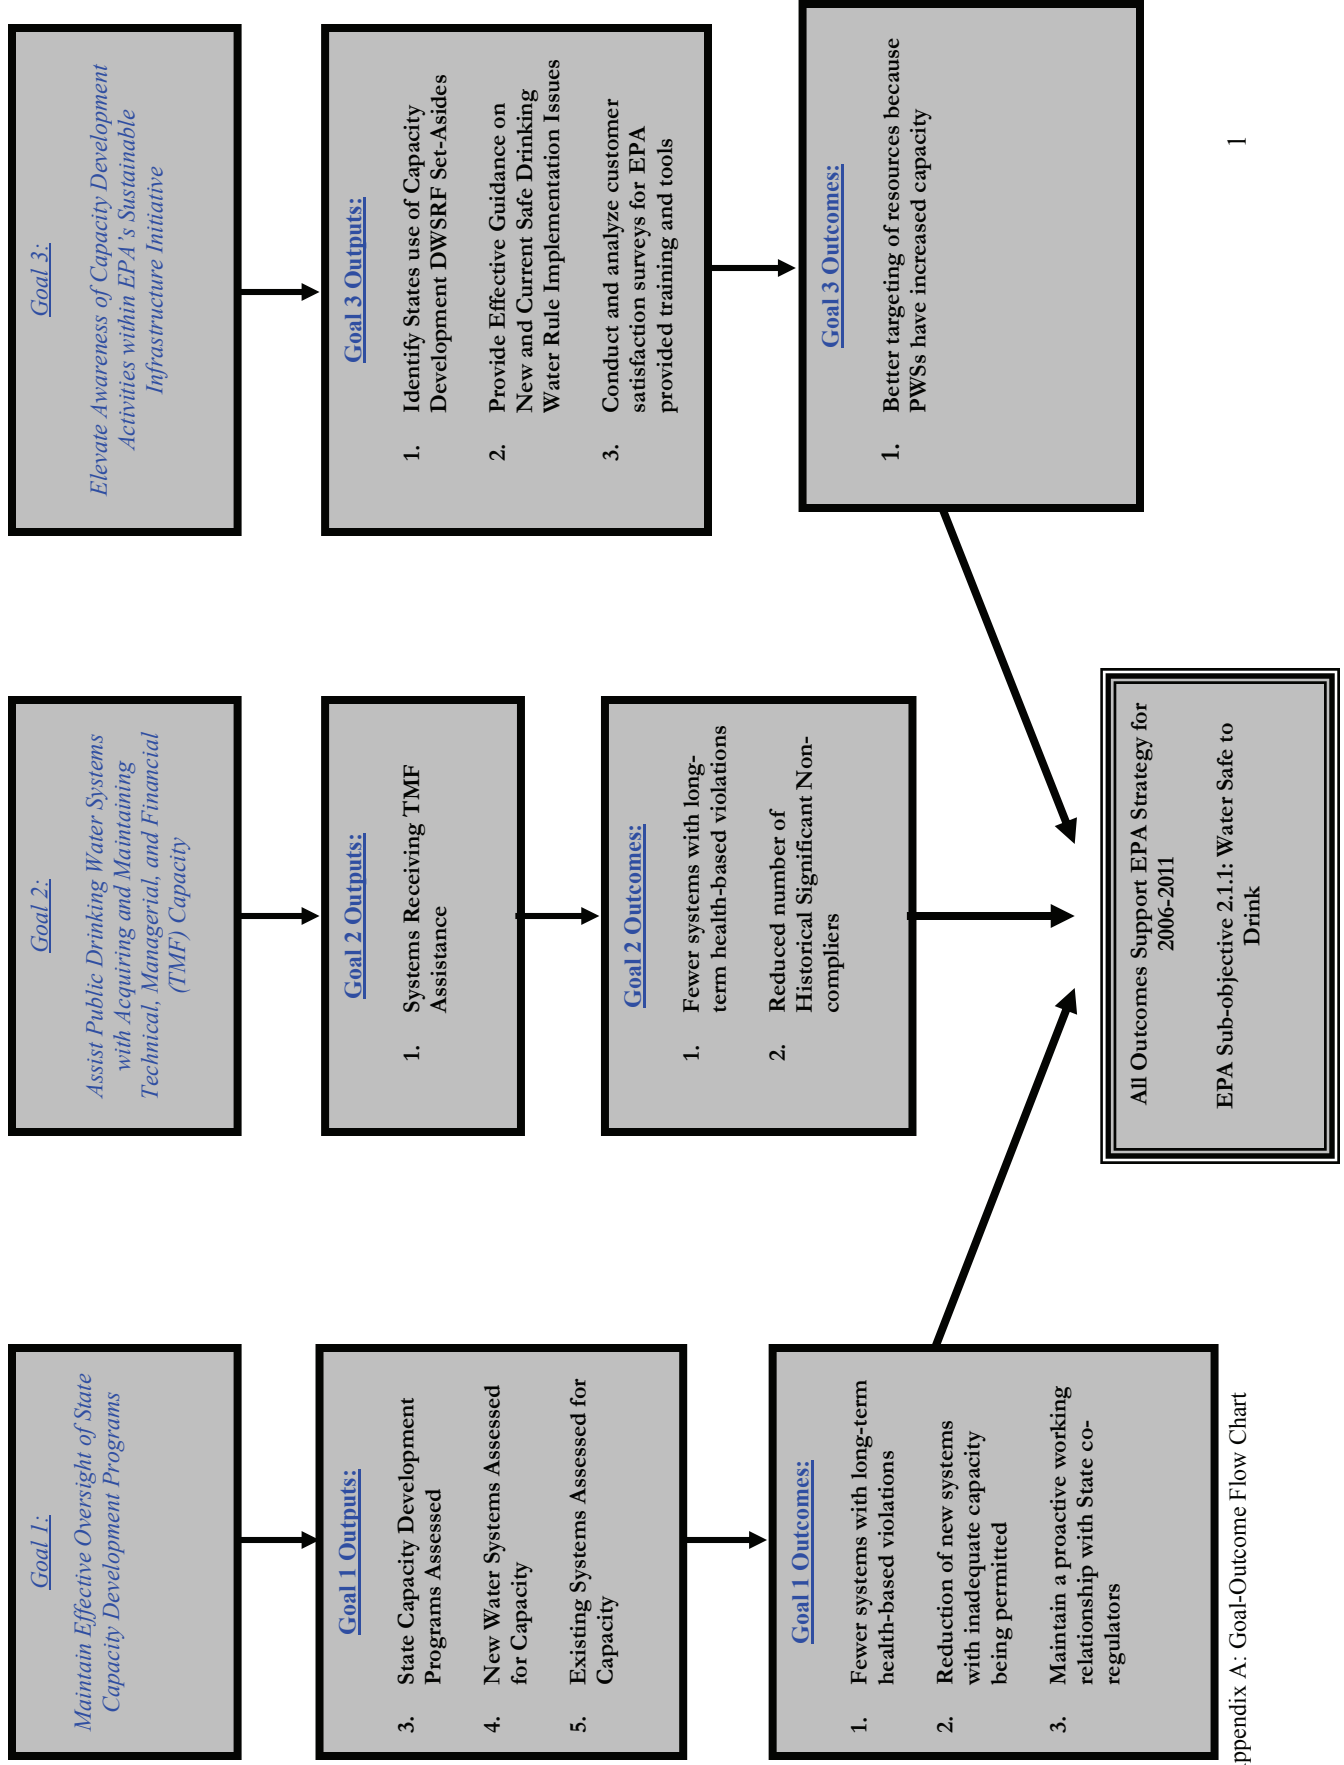 Goal 1:
Maintain Effective Oversight of State
Capacity Development Programs
Goal 1 Outputs:
3. State Capacity Development
Programs Assessed
4. New Water Systems Assessed
for Capacity
5. Existing Systems Assessed for
Capacity
Goal 1 Outcomes:
1. Fewer systems with long-term
health-based violations
2. Reduction of new systems
with inadequate capacity
being permitted
3. Maintain a proactive working
relationship with State co-
regulators
Goal 2:
Assist Public Drinking Water Systems
with Acquiring and Maintaining
Technical, Managerial, and Financial
(TMF) Capacity
Goal 2 Outputs:
1. Systems Receiving TMF
Assistance
Goal 2 Outcomes:
1. Fewer systems with long-
term health-based violations
2. Reduced number of
Historical Significant Non-
compliers
Goal 3:
Elevate Awareness of Capacity Development
Activities within EPA's Sustainable
Infrastructure Initiative
Goal 3 Outputs:
1. Identify States use of Capacity
Development DWSRF Set-Asides
2. Provide Effective Guidance on
New and Current Safe Drinking
Water Rule Implementation Issues
3. Conduct and analyze customer
satisfaction surveys for EPA
provided training and tools
Goal 3 Outcomes:
1. Better targeting of resources because
PWSs have increased capacity
All Outcomes Support EPA Strategy for
2006-2011
EPA Sub-objective 2.1.1: Water Safe to
Drink
ppendix A: Goal-Outcome Flow Chart
1